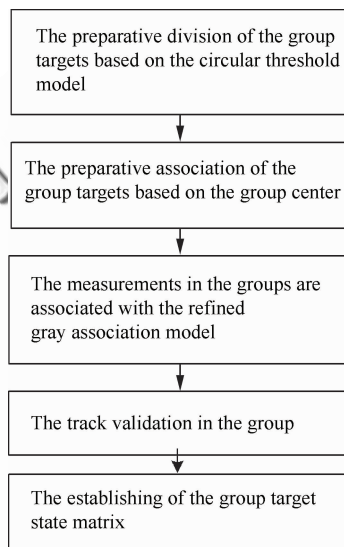 The preparative division of the group
targets based on the circular threshold
model
The preparative association of the
group targets based on the group center
The measurements in the groups are
associated with the refined
gray association model
The track validation in the group
The establishing of the group target
state matrix